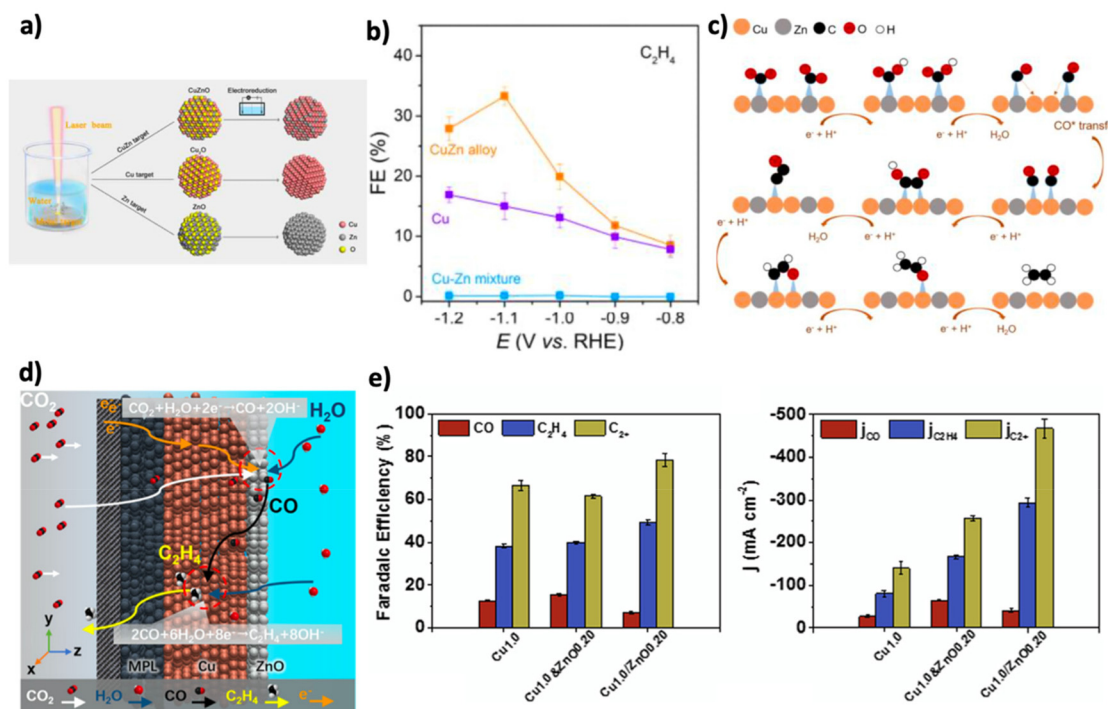 a)
Laser beam
Water
CuZn target
Cu target
Zn target
CuZnO
Electroreduction
Cu₂O
ZnO
Cu
Zn
O
b)
C₂H₄
FE (%)
40
30
20
10
0
CuZn alloy
Cu
Cu-Zn mixture
-1.2 -1.1 -1.0 -0.9 -0.8
E (V vs. RHE)
c)
Cu Zn C O H
e⁻ + H⁺
e⁻ + H⁺
H₂O
CO* transf
e⁻ + H⁺
H₂O
e⁻ + H⁺
e⁻ + H⁺
e⁻ + H⁺
e⁻ + H⁺
H₂O
d)
CO₂
e⁻
e⁻
CO₂+H₂O+2e⁻→CO+2OH⁻
H₂O
CO
C₂H₄
2CO+6H₂O+8e⁻→C₂H₄+8OH⁻
y
z
x
MPL Cu ZnO
CO₂ H₂O CO C₂H₄ e⁻
e)
Faradaic Efficiency (%)
100
80
60
40
20
0
CO C₂H₄ C₂₊
Cu1.0
Cu1.0&ZnO0.20
Cu1.0/ZnO0.20
J (mA cm⁻²)
-500
-400
-300
-200
-100
0
jCO jC2H4 jC2+
Cu1.0
Cu1.0&ZnO0.20
Cu1.0/ZnO0.20